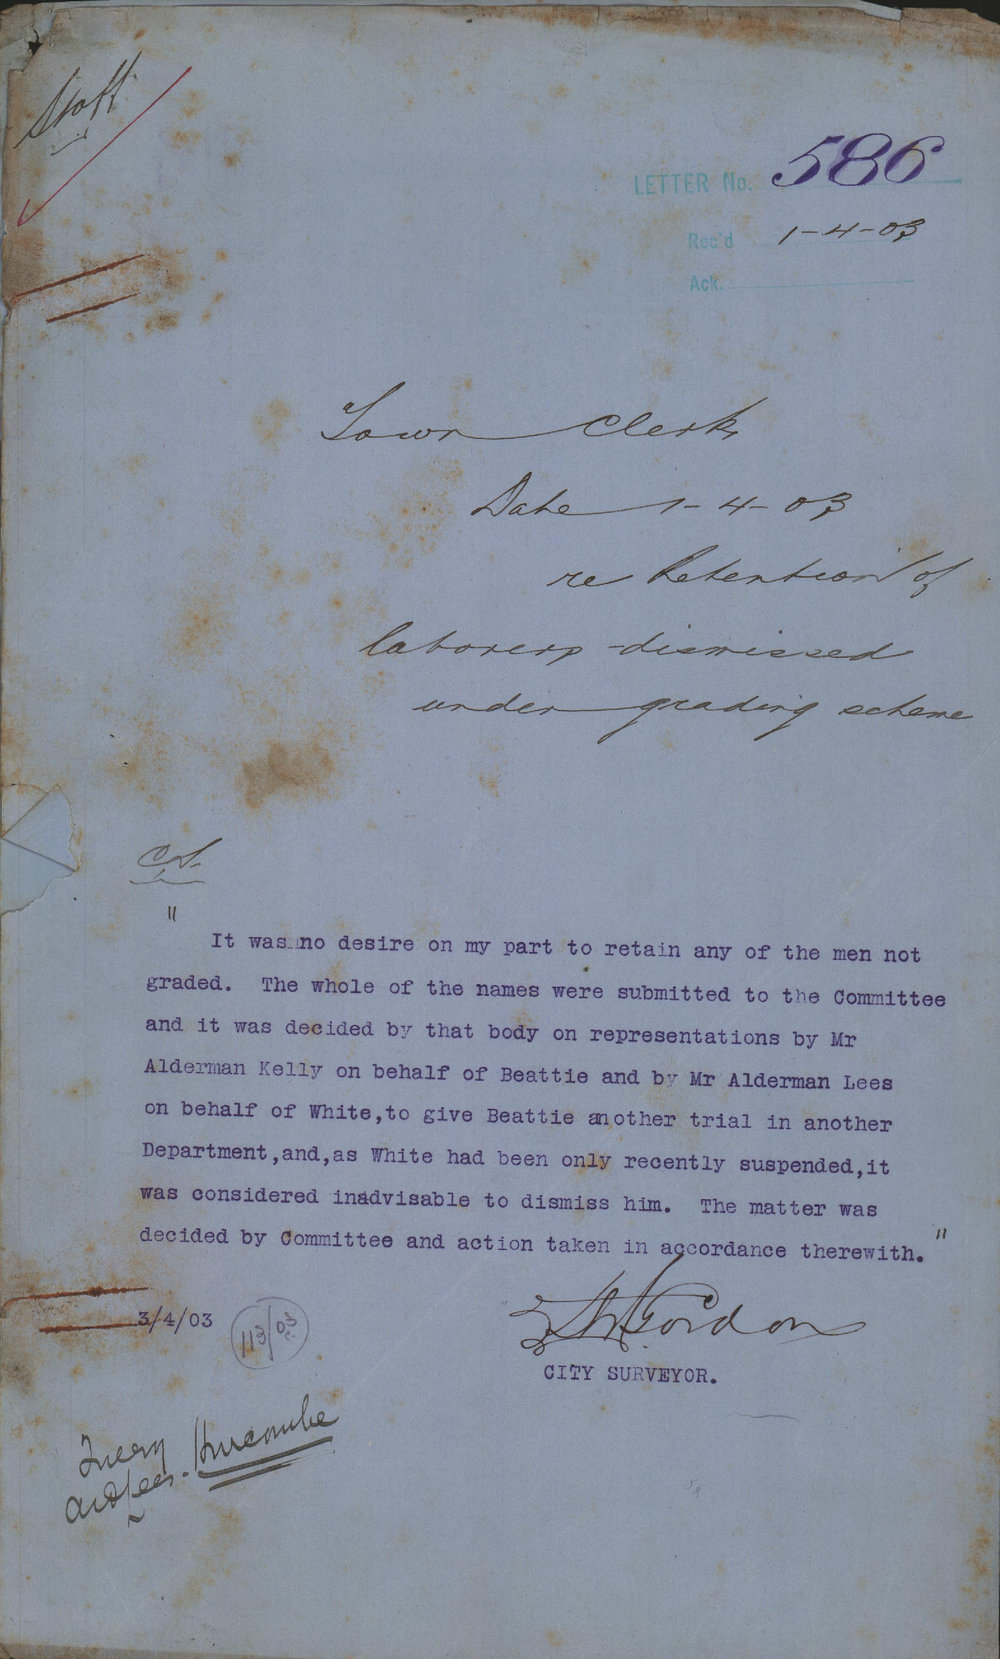 Staff
LETTER No. 586
Rec'd 1-4-03
Ack.
Town Clerk
Date 1-4-03
re Retention of
laborers dismissed
under grading scheme
C.S.
"
It was no desire on my part to retain any of the men not
graded. The whole of the names were submitted to the Committee
and it was decided by that body on representations by Mr
Alderman Kelly on behalf of Beattie and by Mr Alderman Lees
on behalf of White,to give Beattie another trial in another
Department,and,as White had been only recently suspended,it
was considered inadvisable to dismiss him. The matter was
decided by Committee and action taken in accordance therewith. "
3/4/03
113/03
Gordon
CITY SURVEYOR.